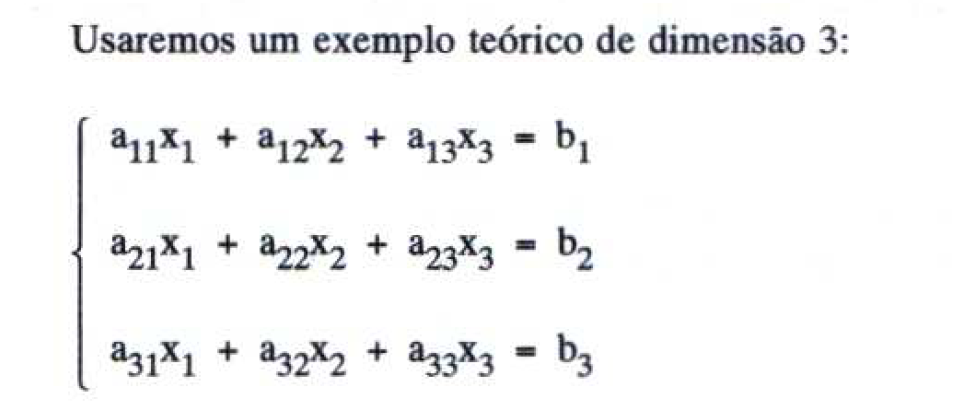 Usaremos um exemplo teórico de dimensão 3:
a₁₁x₁ + a₁₂x₂ + a₁₃x₃ = b₁
a₂₁x₁ + a₂₂x₂ + a₂₃x₃ = b₂
a₃₁x₁ + a₃₂x₂ + a₃₃x₃ = b₃